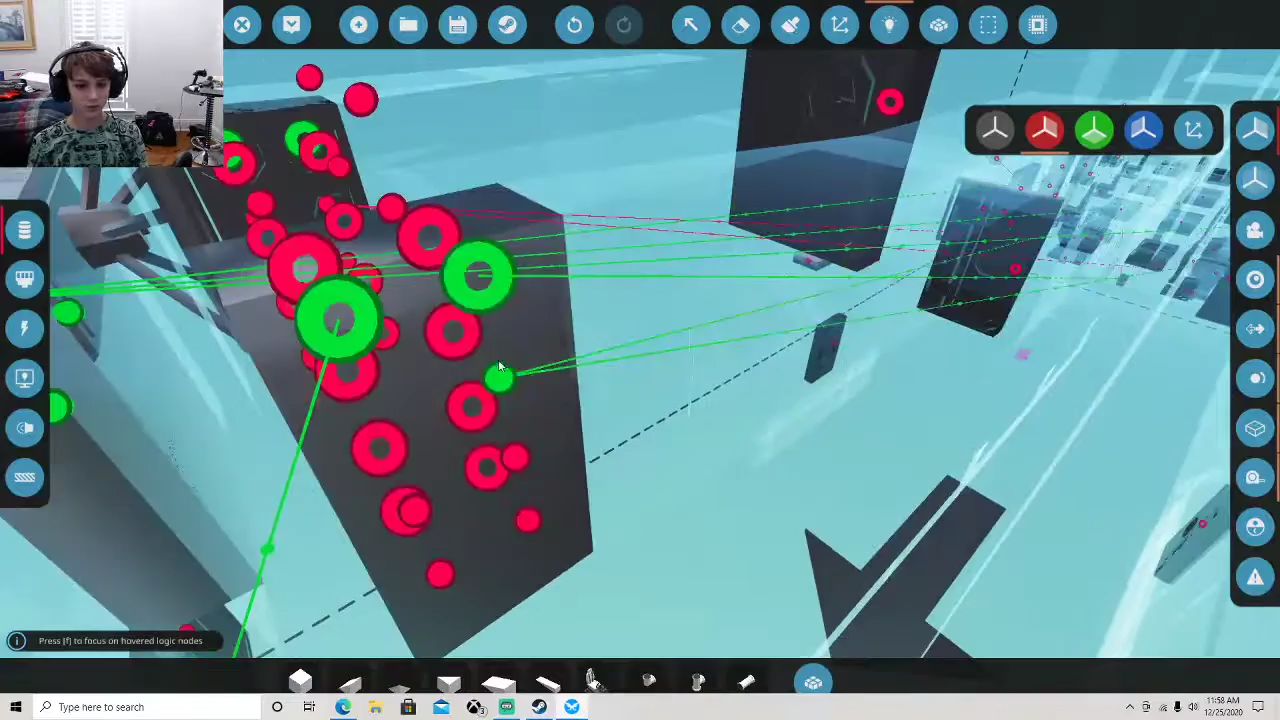 Press [f] to focus on hovered logic nodes
Type here to search
11:58 AM
12/25/2020